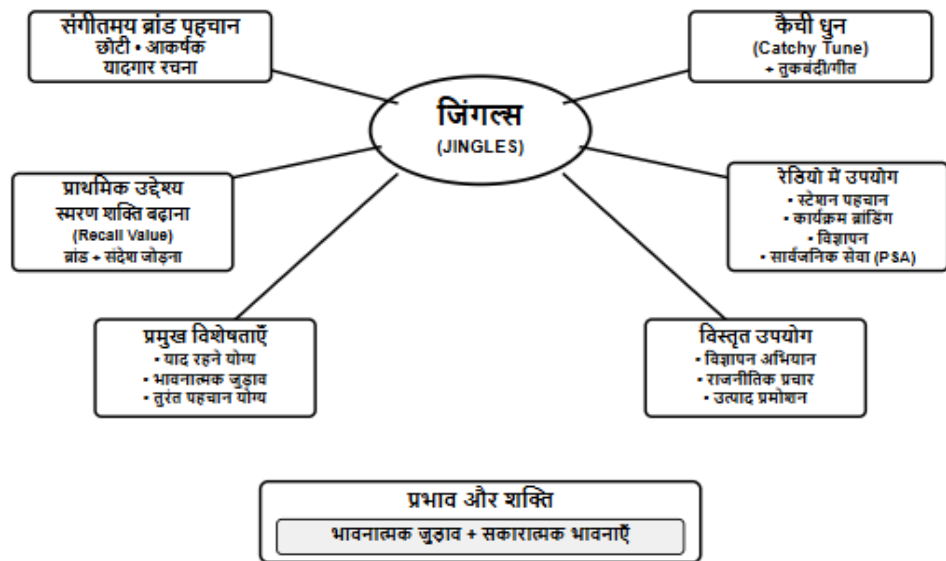 संगीतमय ब्रांड पहचान
छोटी • आकर्षक
यादगार रचना
कैची धुन
(Catchy Tune)
+ तुकबंदी/गीत
जिंगल्स
(JINGLES)
प्राथमिक उद्देश्य
स्मरण शक्ति बढ़ाना
(Recall Value)
ब्रांड + संदेश जोड़ना
रेडियो में उपयोग
▪ स्टेशन पहचान
▪ कार्यक्रम ब्रांडिंग
▪ विज्ञापन
▪ सार्वजनिक सेवा (PSA)
प्रमुख विशेषताएँ
▪ याद रहने योग्य
▪ भावनात्मक जुड़ाव
▪ तुरंत पहचान योग्य
विस्तृत उपयोग
▪ विज्ञापन अभियान
▪ राजनीतिक प्रचार
▪ उत्पाद प्रमोशन
प्रभाव और शक्ति
भावनात्मक जुड़ाव + सकारात्मक भावनाएँ